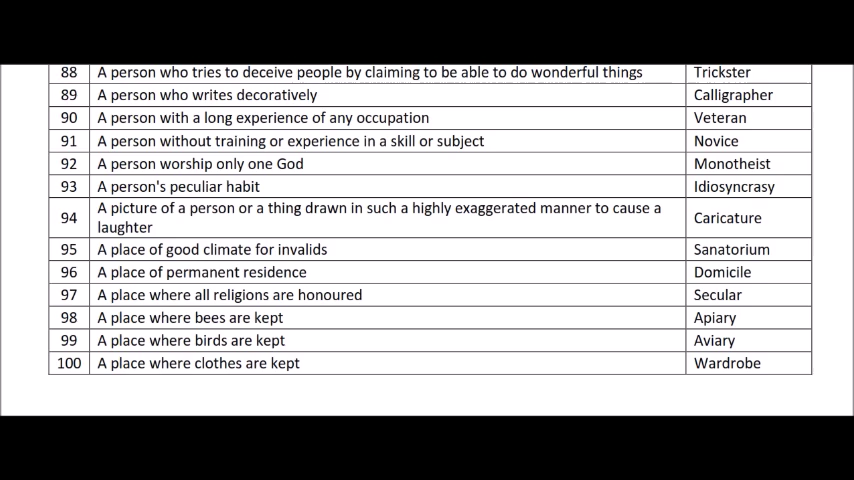 88 A person who tries to deceive people by claiming to be able to do wonderful things Trickster
89 A person who writes decoratively Calligrapher
90 A person with a long experience of any occupation Veteran
91 A person without training or experience in a skill or subject Novice
92 A person worship only one God Monotheist
93 A person's peculiar habit Idiosyncrasy
94 A picture of a person or a thing drawn in such a highly exaggerated manner to cause a
laughter Caricature
95 A place of good climate for invalids Sanatorium
96 A place of permanent residence Domicile
97 A place where all religions are honoured Secular
98 A place where bees are kept Apiary
99 A place where birds are kept Aviary
100 A place where clothes are kept Wardrobe